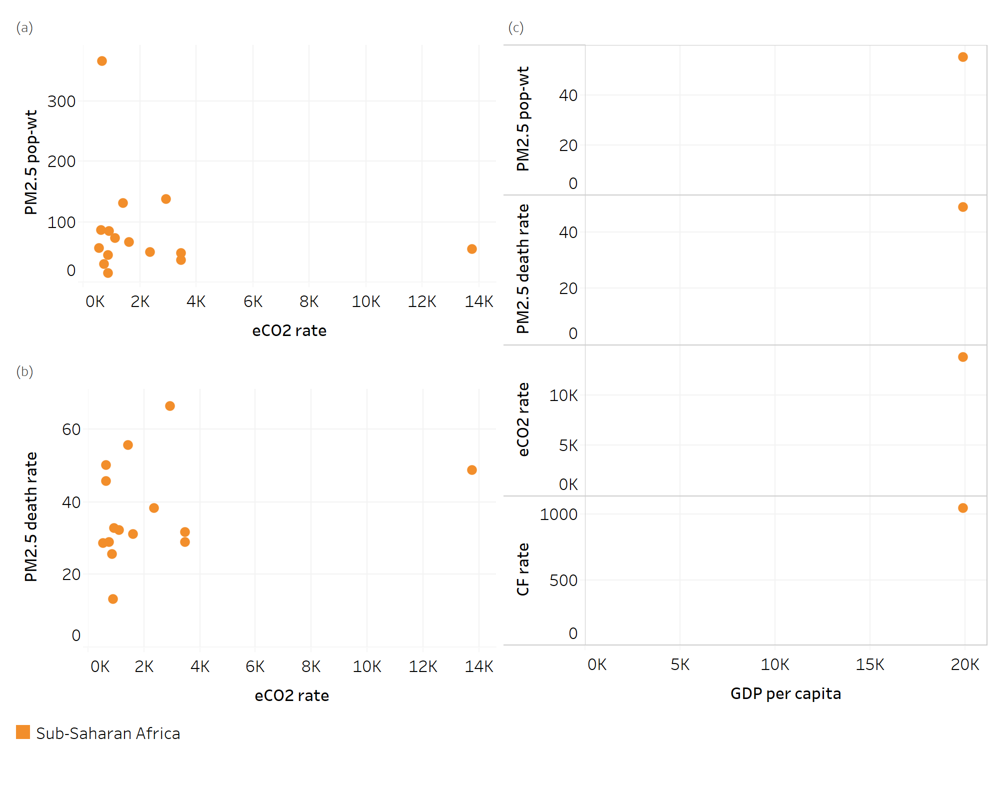 (a)
PM2.5 pop-wt
300
200
100
0
0K 2K 4K 6K 8K 10K 12K 14K
eCO2 rate
(b)
PM2.5 death rate
60
40
20
0
0K 2K 4K 6K 8K 10K 12K 14K
eCO2 rate
(c)
PM2.5 pop-wt
40
20
0
PM2.5 death rate
40
20
0
eCO2 rate
10K
5K
0K
CF rate
1000
500
0
0K 5K 10K 15K 20K
GDP per capita
Sub-Saharan Africa